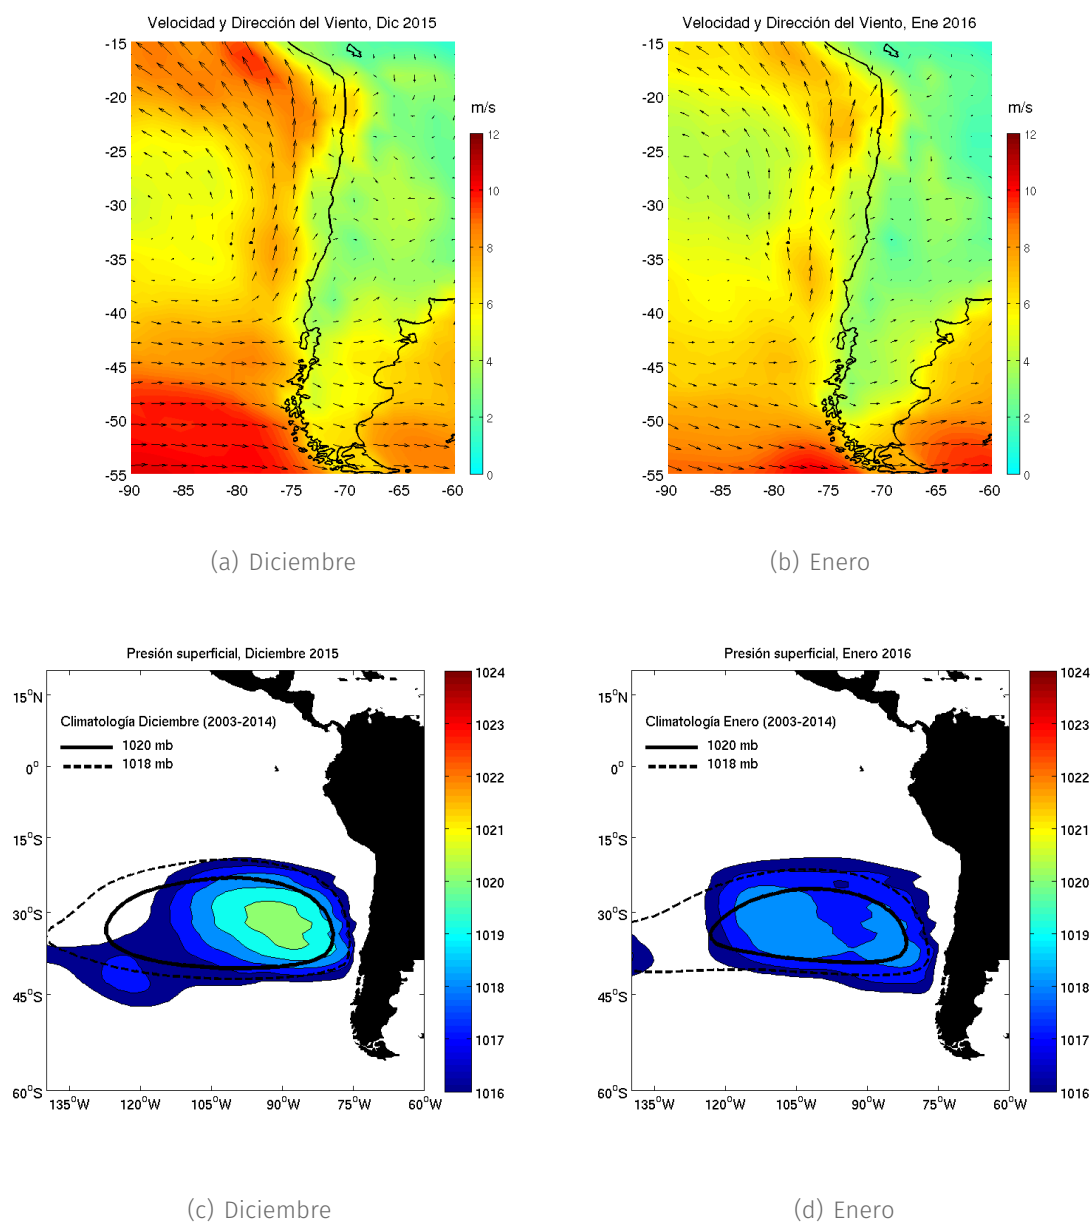 Velocidad y Dirección del Viento, Dic 2015
-15
-20
-25
-30
-35
-40
-45
-50
-55
-90 -85 -80 -75 -70 -65 -60
m/s
12
10
8
6
4
2
0
(a) Diciembre
Velocidad y Dirección del Viento, Ene 2016
-15
-20
-25
-30
-35
-40
-45
-50
-55
-90 -85 -80 -75 -70 -65 -60
m/s
12
10
8
6
4
2
0
(b) Enero
Presión superficial, Diciembre 2015
Climatología Diciembre (2003-2014)
1020 mb
1018 mb
15°N
0°
15°S
30°S
45°S
60°S
135°W 120°W 105°W 90°W 75°W 60°W
1024
1023
1022
1021
1020
1019
1018
1017
1016
(c) Diciembre
Presión superficial, Enero 2016
Climatología Enero (2003-2014)
1020 mb
1018 mb
15°N
0°
15°S
30°S
45°S
60°S
135°W 120°W 105°W 90°W 75°W 60°W
1024
1023
1022
1021
1020
1019
1018
1017
1016
(d) Enero